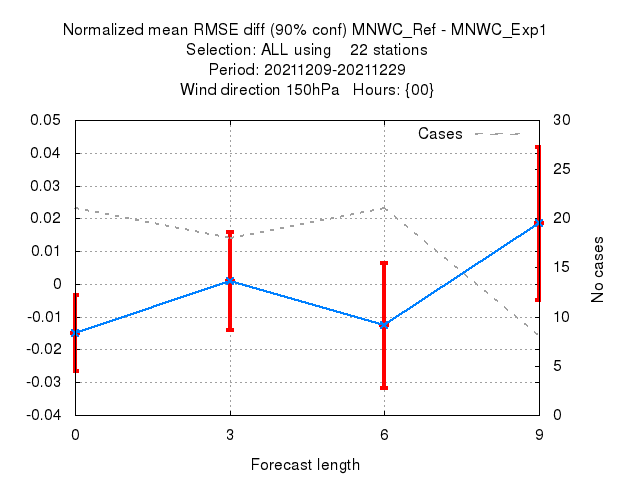 Normalized mean RMSE diff (90% conf) MNWC_Ref - MNWC_Exp1
Selection: ALL using 22 stations
Period: 20211209-20211229
Wind direction 150hPa Hours: {00}
Cases
0.05
0.04
0.03
0.02
0.01
0
-0.01
-0.02
-0.03
-0.04
30
25
20
15
10
5
0
No cases
0 3 6 9
Forecast length